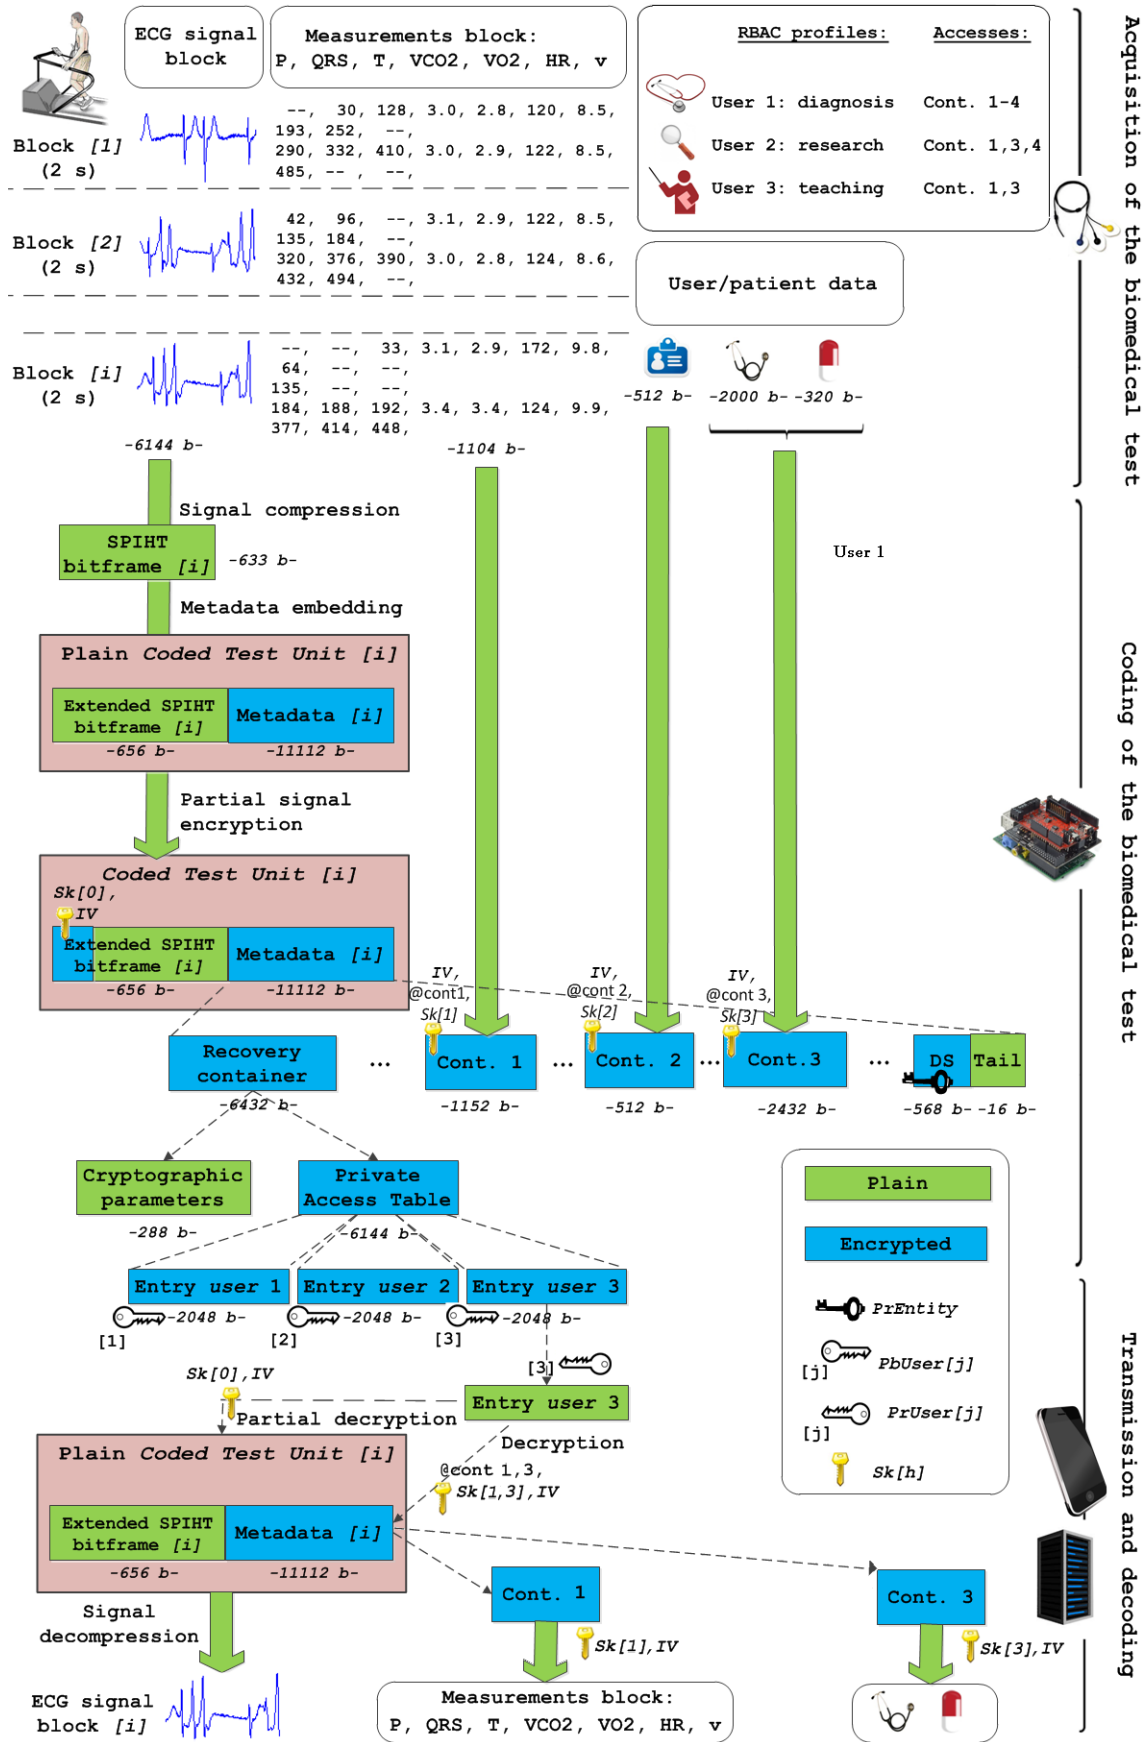 ECG signal
block
Measurements block:
P, QRS, T, VCO2, VO2, HR, v
RBAC profiles: Accesses:
User 1: diagnosis Cont. 1-4
User 2: research Cont. 1,3,4
User 3: teaching Cont. 1,3
Acquisition of the biomedical test
Block [1]
(2 s)
--, 30, 128, 3.0, 2.8, 120, 8.5,
193, 252, --,
290, 332, 410, 3.0, 2.9, 122, 8.5,
485, -- , --,
Block [2]
(2 s)
42, 96, --, 3.1, 2.9, 122, 8.5,
135, 184, --,
320, 376, 390, 3.0, 2.8, 124, 8.6,
432, 494, --,
User/patient data
Block [i]
(2 s)
--, --, 33, 3.1, 2.9, 172, 9.8,
64, --, --,
135, --, --,
184, 188, 192, 3.4, 3.4, 124, 9.9,
377, 414, 448,
-512 b- -2000 b- -320 b-
-6144 b-
-1104 b-
Signal compression
SPIHT
bitframe [i]
-633 b-
User 1
Metadata embedding
Plain Coded Test Unit [i]
Extended SPIHT
bitframe [i]
Metadata [i]
-656 b- -11112 b-
Partial signal
encryption
Coding of the biomedical test
Coded Test Unit [i]
Sk[0],
IV
Extended SPIHT
bitframe [i]
Metadata [i]
-656 b- -11112 b-
IV,
@cont1,
Sk[1]
IV,
@cont 2,
Sk[2]
IV,
@cont 3,
Sk[3]
Recovery
container
... Cont. 1 ... Cont. 2 ... Cont.3 ... DS Tail
-6432 b- -1152 b- -512 b- -2432 b- -568 b- -16 b-
Cryptographic
parameters
Private
Access Table
-288 b- -6144 b-
Entry user 1 Entry user 2 Entry user 3
[1] -2048 b- [2] -2048 b- [3] -2048 b-
Plain
Encrypted
PrEntity
[j] PbUser[j]
[j] PrUser[j]
Sk[h]
[3]
Sk[0],IV
Entry user 3
Partial decryption
Decryption
Transmission and decoding
Plain Coded Test Unit [i]
@cont 1,3,
Sk[1,3],IV
Extended SPIHT
bitframe [i]
Metadata [i]
-656 b- -11112 b-
Cont. 1
Cont. 3
Signal
decompression
Sk[1],IV
Sk[3],IV
ECG signal
block [i]
Measurements block:
P, QRS, T, VCO2, VO2, HR, v